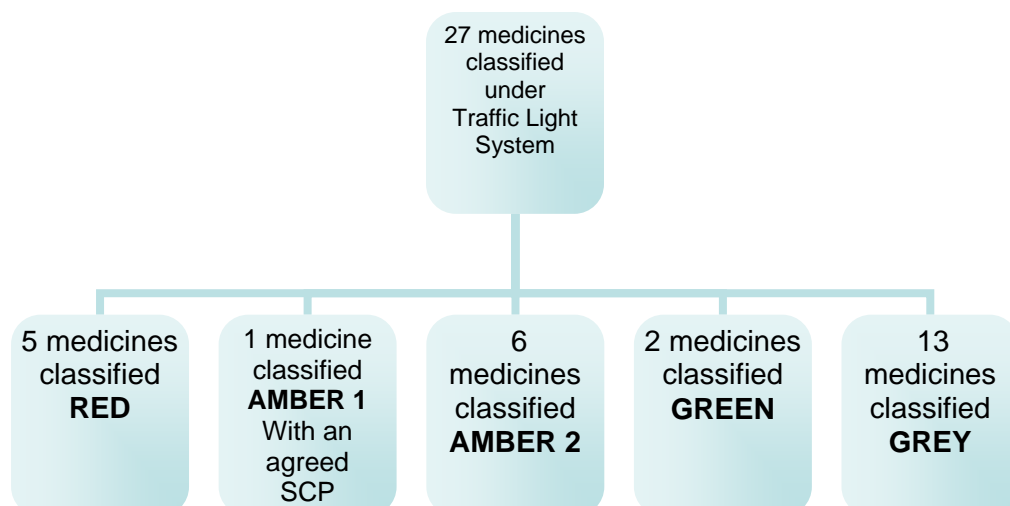 27 medicines
classified
under
Traffic Light
System
5 medicines
classified
RED
1 medicine
classified
AMBER 1
With an
agreed
SCP
6
medicines
classified
AMBER 2
2 medicines
classified
GREEN
13
medicines
classified
GREY